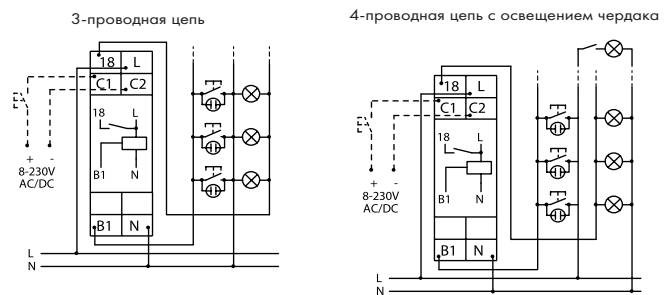 3-проводная цепь
18 L
C1 C2
18 L
B1 N
+ -
8-230V
AC/DC
B1 N
L
N
4-проводная цепь с освещением чердака
18 L
C1 C2
18 L
B1 N
+ -
8-230V
AC/DC
B1 N
L
N